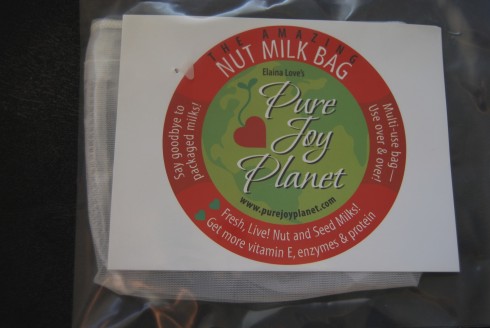 THE AMAZING
NUT MILK BAG
Elaina Love's
Pure
Joy
Planet
www.purejoyplanet.com
Say goodbye to
packaged milks!
Multi-use bag—
Use over & over!
Fresh, Live! Nut and Seed Milks!
Get more vitamin E, enzymes & protein